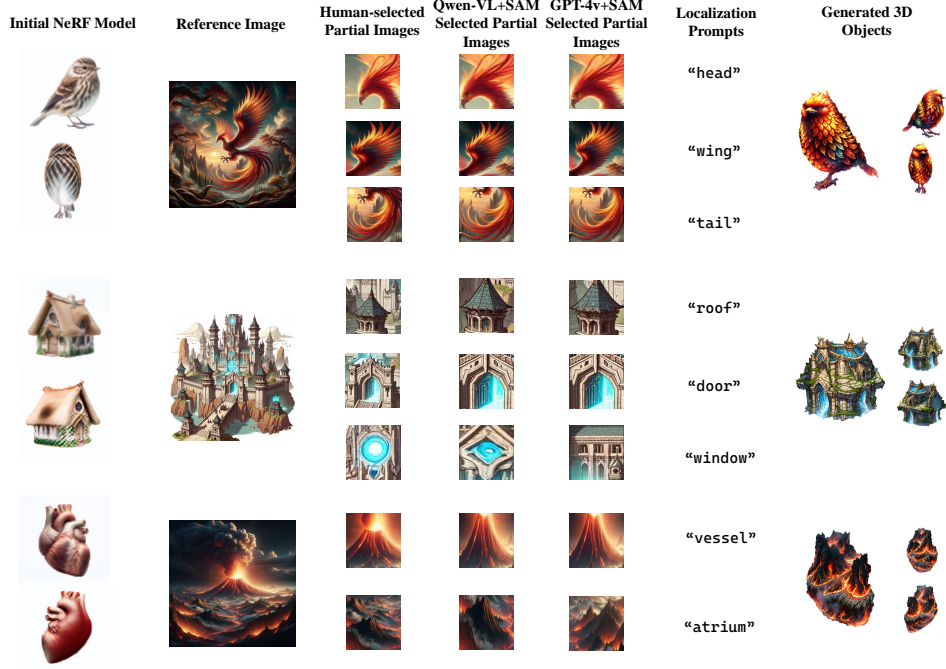 Initial NeRF Model
Reference Image
Human-selected
Partial Images
Qwen-VL+SAM
Selected Partial
Images
GPT-4v+SAM
Selected Partial
Images
Localization
Prompts
Generated 3D
Objects
“head”
“wing”
“tail”
“roof”
“door”
“window”
“vessel”
“atrium”